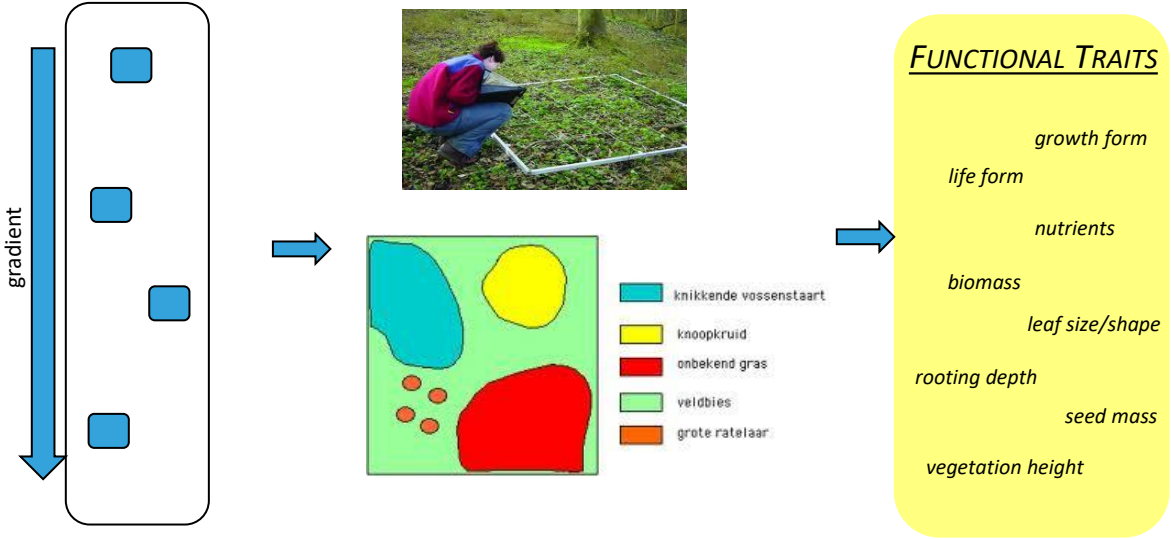 gradient
knikkende vossenstaart
knoopkruid
onbekend gras
veldbies
grote ratelaar
FUNCTIONAL TRAITS
growth form
life form
nutrients
biomass
leaf size/shape
rooting depth
seed mass
vegetation height